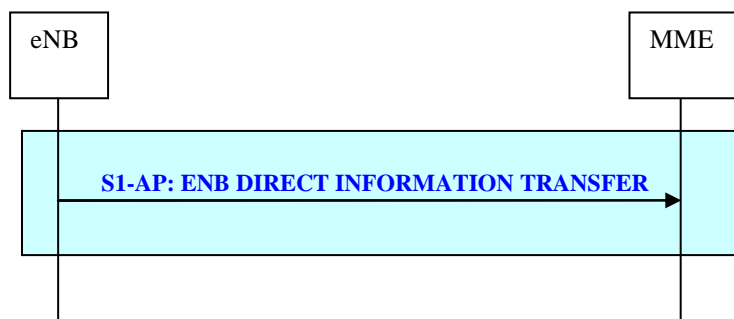 eNB
MME
S1-AP: ENB DIRECT INFORMATION TRANSFER